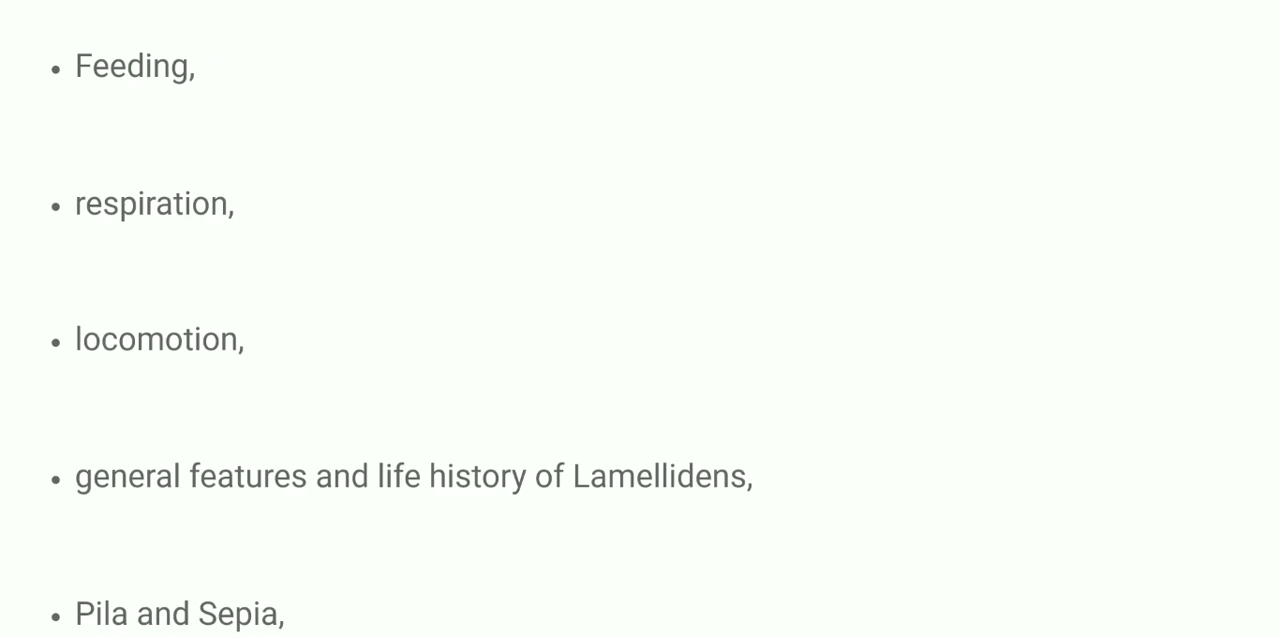 • Feeding,
• respiration,
• locomotion,
• general features and life history of Lamellidens,
• Pila and Sepia,